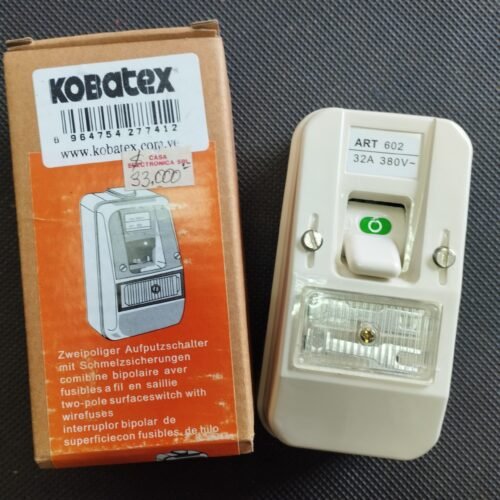 KOBatex
6 964754 277412
www.kobatex.com.ve
CASA
ELECTRONICA SRL
33,000
Zweipoliger Aufputzschalter
mit Schmelzsicherungen
combine bipolaire aver
fusibles a fil en saillie
two-pole surfaceswitch with
wirefuses
interruptor bipolar de
superficiecon fusibles de hilo
ART 602
32A 380V~
O